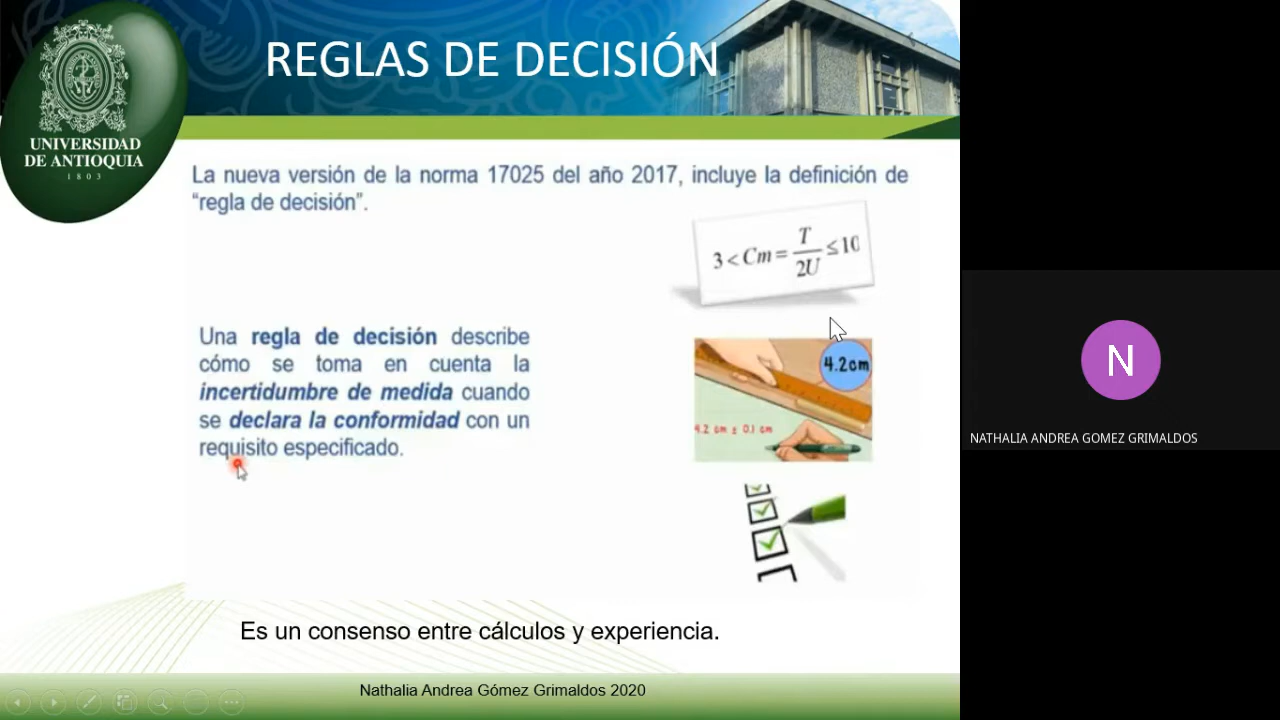 REGLAS DE DECISIÓN
UNIVERSIDAD
DE ANTIOQUIA
1803
La nueva versión de la norma 17025 del año 2017, incluye la definición de
“regla de decisión”.
3 < Cm = T/2U ≤ 10
Una regla de decisión describe
cómo se toma en cuenta la
incertidumbre de medida cuando
se declara la conformidad con un
requisito especificado.
4.2cm
4.2 cm ± 0.1 cm
Es un consenso entre cálculos y experiencia.
Nathalia Andrea Gómez Grimaldos 2020
N
NATHALIA ANDREA GOMEZ GRIMALDOS